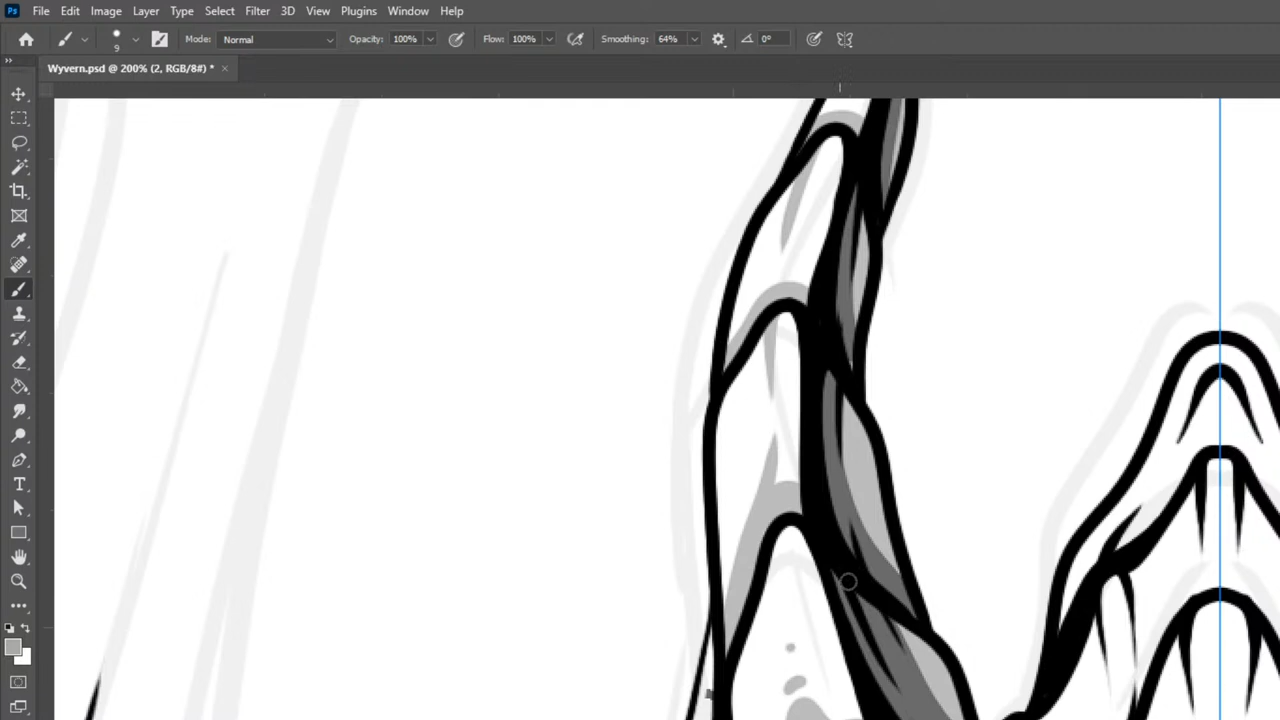 Ps File Edit Image Layer Type Select Filter 3D View Plugins Window Help
9 Mode: Normal Opacity: 100% Flow: 100% Smoothing: 64% 0°
Wyvern.psd @ 200% (2, RGB/8#) * ×
T